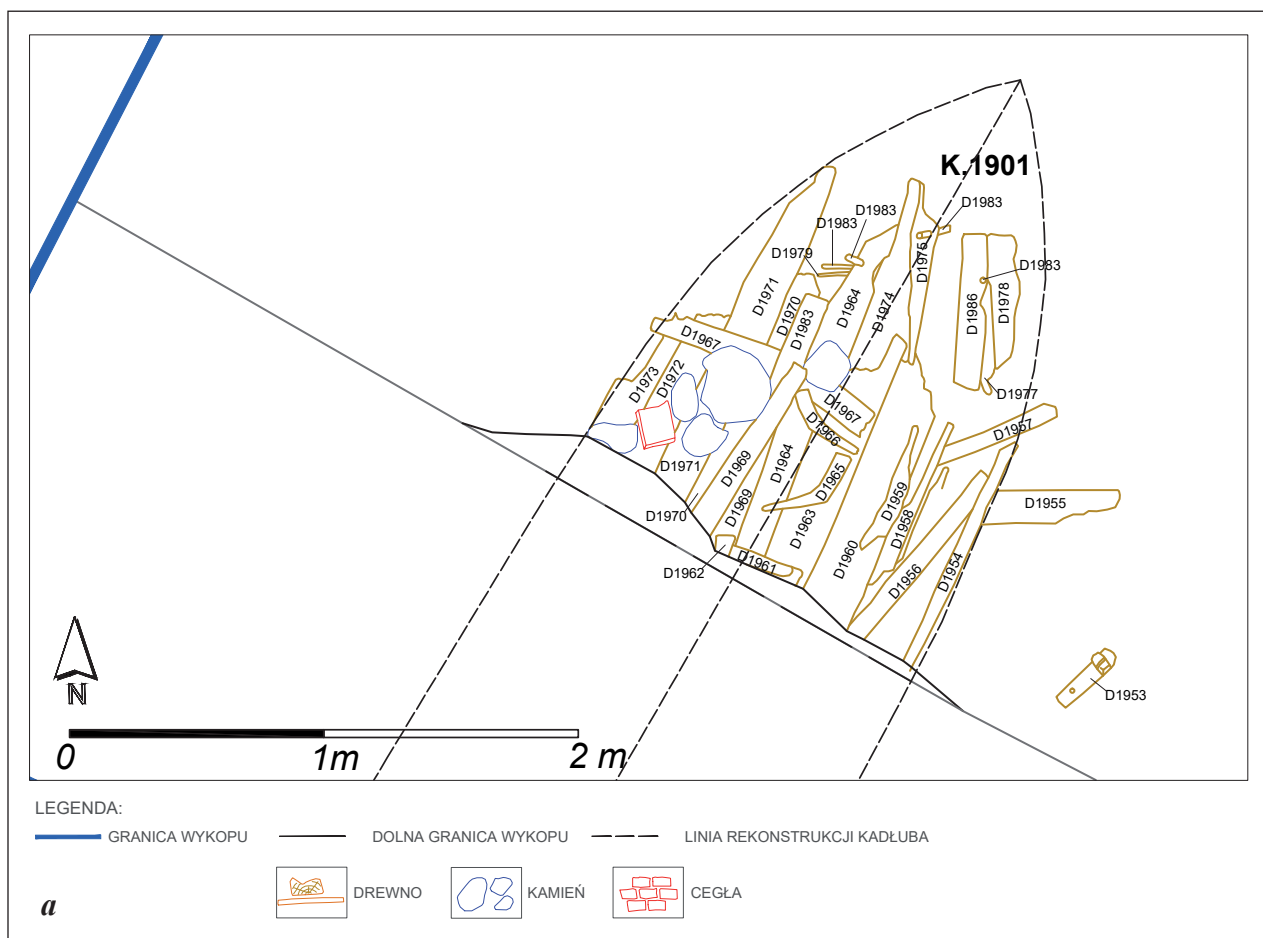 K.1901
D1983
D1983
D1983
D1979
D1975
D1983
D1971
D1970
D1983
D1964
D1974
D1986
D1978
D1967
D1977
D1973
D1972
D1967
D1966
D1957
D1971
D1969
D1964
D1965
D1959
D1955
D1970
D1969
D1963
D1958
D1962
D1961
D1960
D1956
D1954
D1953
N
0
1m
2 m
LEGENDA:
GRANICA WYKOPU
DOLNA GRANICA WYKOPU
LINIA REKONSTRUKCJI KADŁUBA
DREWNO
KAMIEŃ
CEGŁA
a